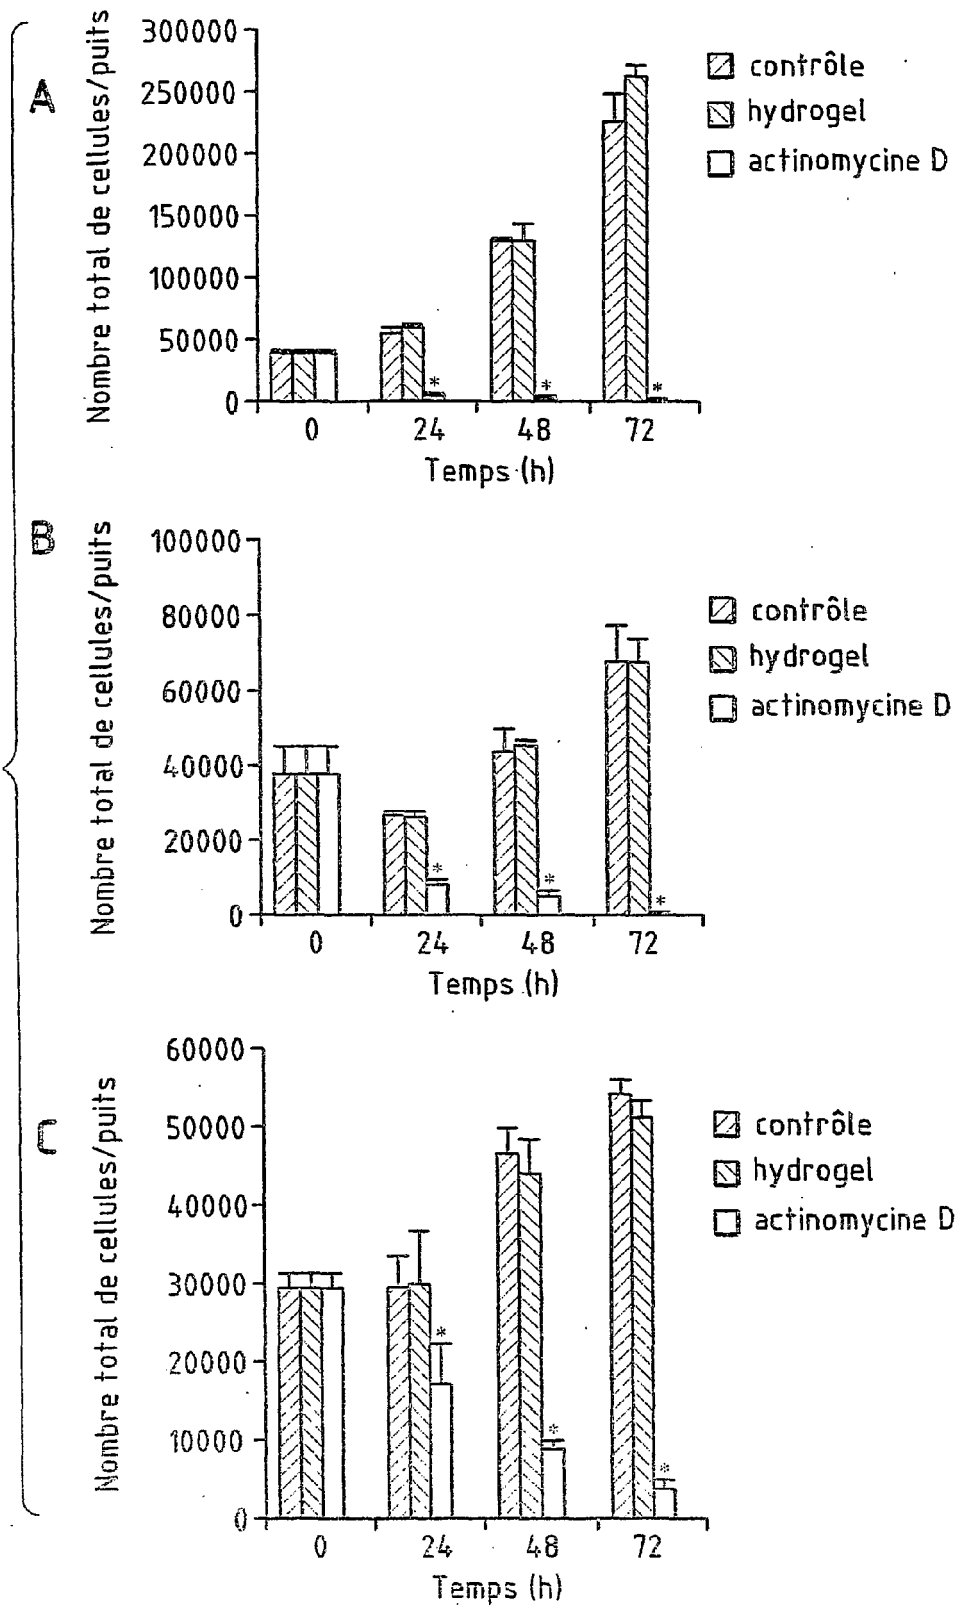 A
Nombre total de cellules/puits
300000
250000
200000
150000
100000
50000
0
*
*
*
0 24 48 72
Temps (h)
contrôle
hydrogel
actinomycine D
B
Nombre total de cellules/puits
100000
80000
60000
40000
20000
0
*
*
*
0 24 48 72
Temps (h)
contrôle
hydrogel
actinomycine D
C
Nombre total de cellules/puits
60000
50000
40000
30000
20000
10000
0
*
*
*
0 24 48 72
Temps (h)
contrôle
hydrogel
actinomycine D